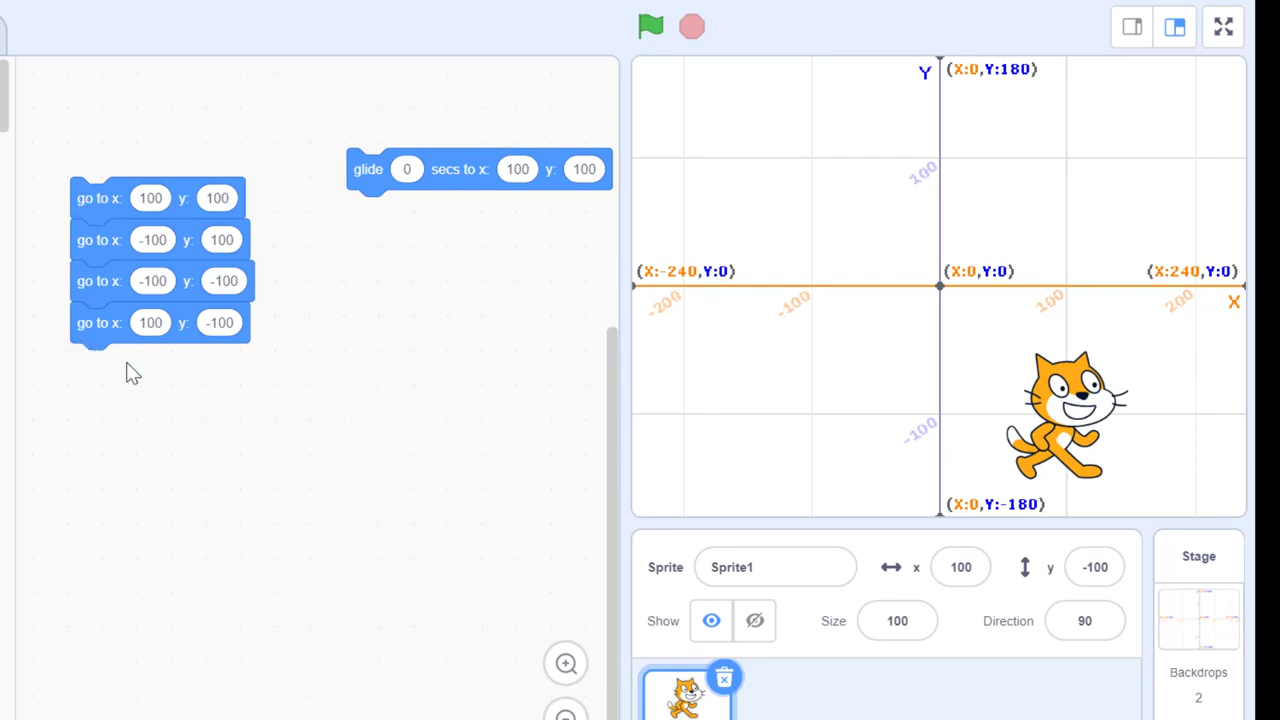 glide 0 secs to x: 100 y: 100
go to x: 100 y: 100
go to x: -100 y: 100
go to x: -100 y: -100
go to x: 100 y: -100
Y (X:0,Y:180)
100
(X:-240,Y:0) (X:0,Y:0) (X:240,Y:0)
-200 -100 100 200 X
-100
(X:0,Y:-180)
Sprite Sprite1 x 100 y -100
Show Size 100 Direction 90
Stage
Backdrops
2